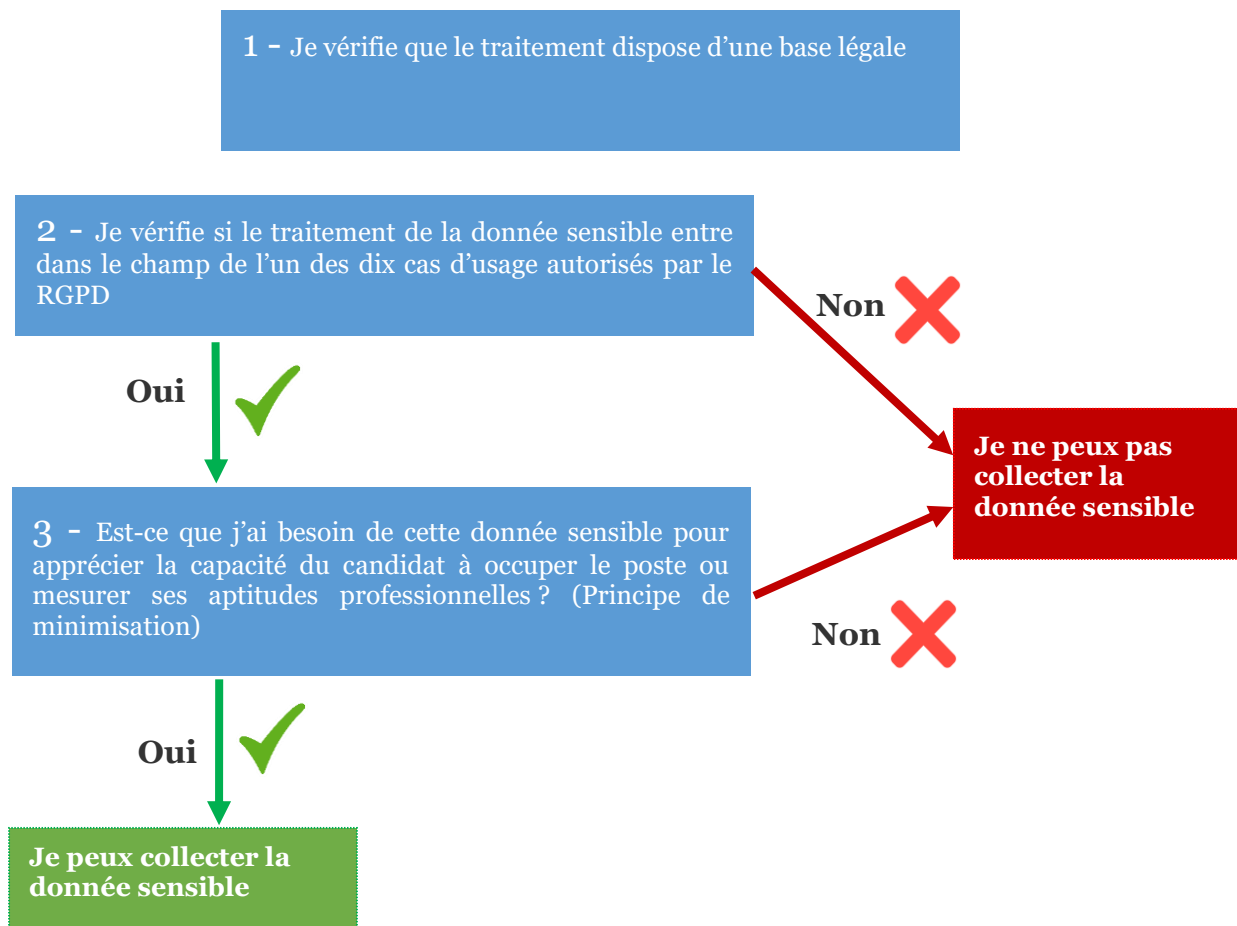 1 - Je vérifie que le traitement dispose d’une base légale
2 - Je vérifie si le traitement de la donnée sensible entre
dans le champ de l’un des dix cas d’usage autorisés par le
RGPD
Non
Oui
Je ne peux pas
collecter la
donnée sensible
3 - Est-ce que j’ai besoin de cette donnée sensible pour
apprécier la capacité du candidat à occuper le poste ou
mesurer ses aptitudes professionnelles ? (Principe de
minimisation)
Non
Oui
Je peux collecter la
donnée sensible